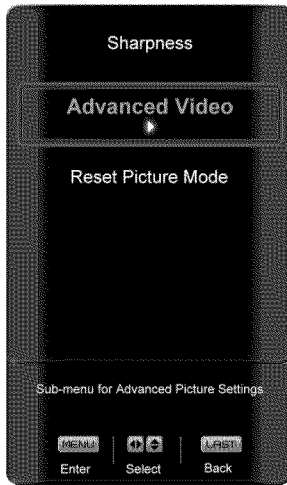 Sharpness
Advanced Video
Reset Picture Mode
Sub-menu for Advanced Picture Settings
MENU LAST
Enter Select Back